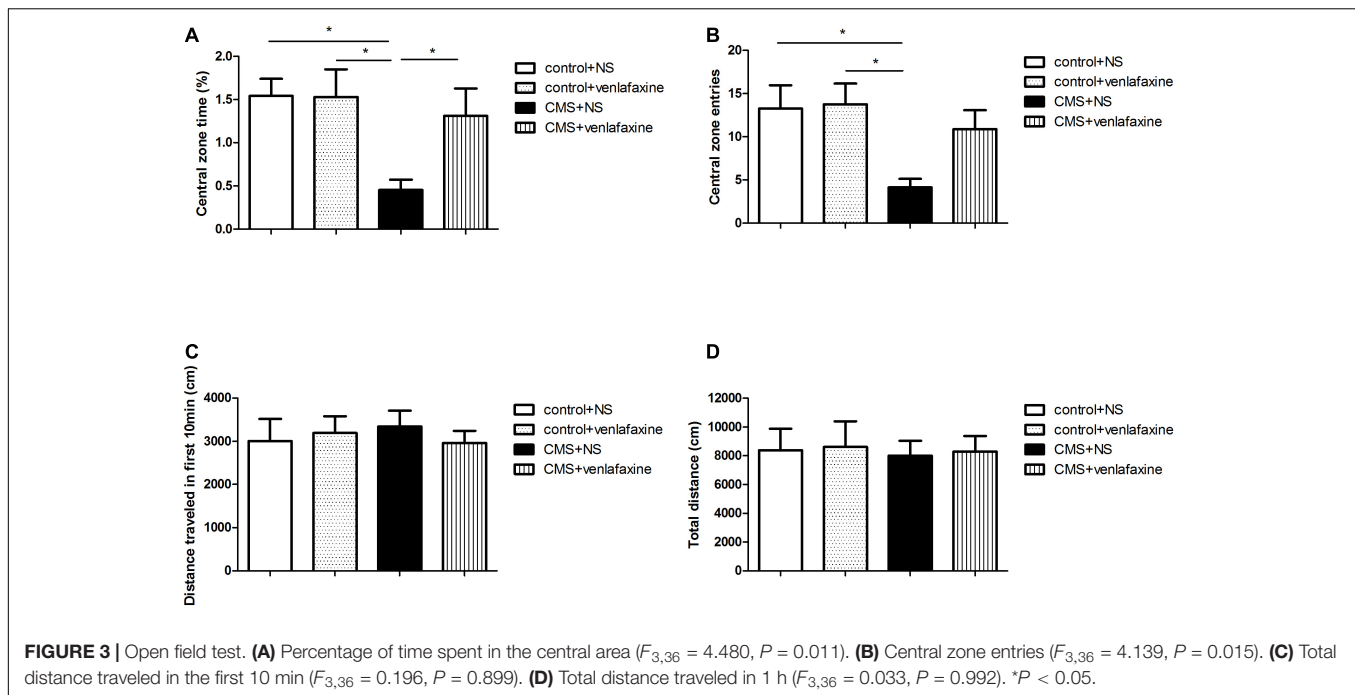 A
*
*
*
Central zone time (%)
2.0
1.5
1.0
0.5
0.0
control+NS
control+venlafaxine
CMS+NS
CMS+venlafaxine
B
*
*
Central zone entries
20
15
10
5
0
control+NS
control+venlafaxine
CMS+NS
CMS+venlafaxine
C
Distance traveled in first 10min (cm)
4000
3000
2000
1000
0
control+NS
control+venlafaxine
CMS+NS
CMS+venlafaxine
D
Total distance (cm)
12000
10000
8000
6000
4000
2000
0
control+NS
control+venlafaxine
CMS+NS
CMS+venlafaxine
FIGURE 3 | Open field test. (A) Percentage of time spent in the central area (F3,36 = 4.480, P = 0.011). (B) Central zone entries (F3,36 = 4.139, P = 0.015). (C) Total
distance traveled in the first 10 min (F3,36 = 0.196, P = 0.899). (D) Total distance traveled in 1 h (F3,36 = 0.033, P = 0.992). *P < 0.05.